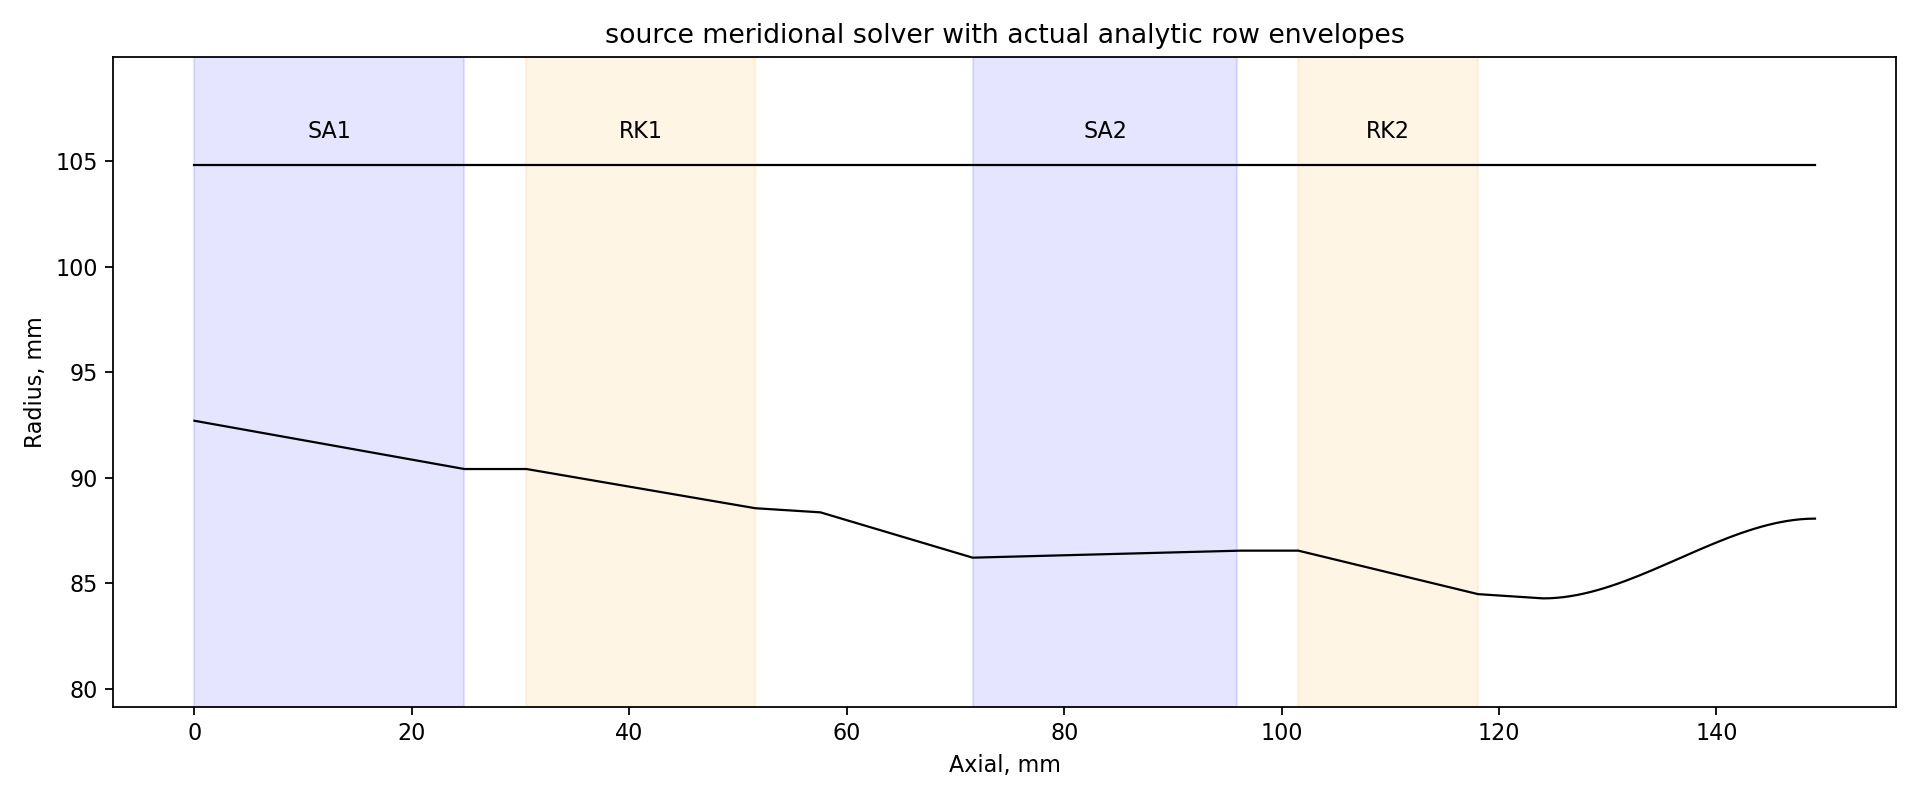 source meridional solver with actual analytic row envelopes
SA1
RK1
SA2
RK2
105
100
95
90
85
80
Radius, mm
0
20
40
60
80
100
120
140
Axial, mm